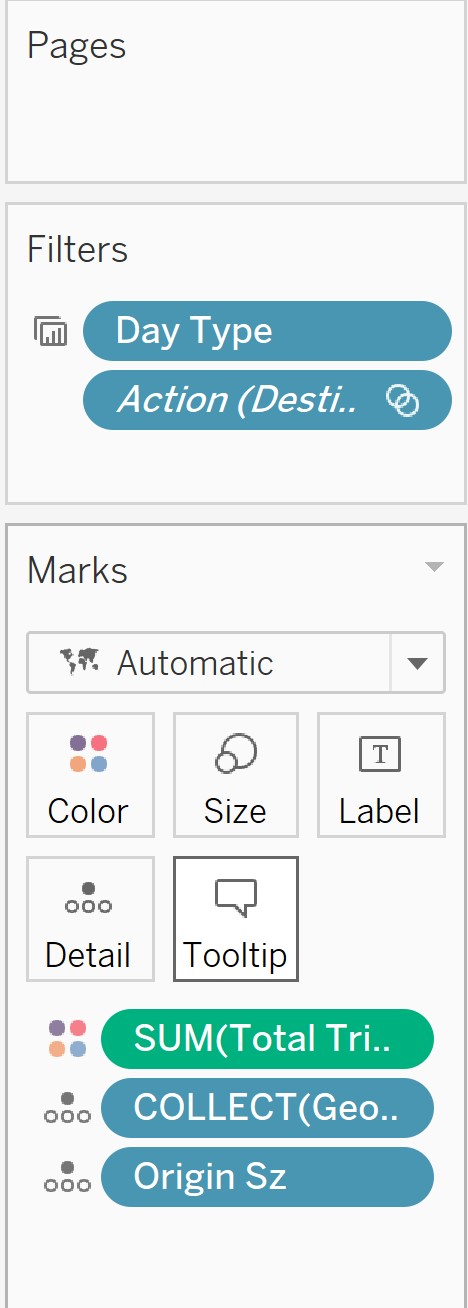 Pages
Filters
Day Type
Action (Desti..
Marks
Automatic
Color
Size
T
Label
Detail
Tooltip
SUM(Total Tri..
COLLECT(Geo..
Origin Sz